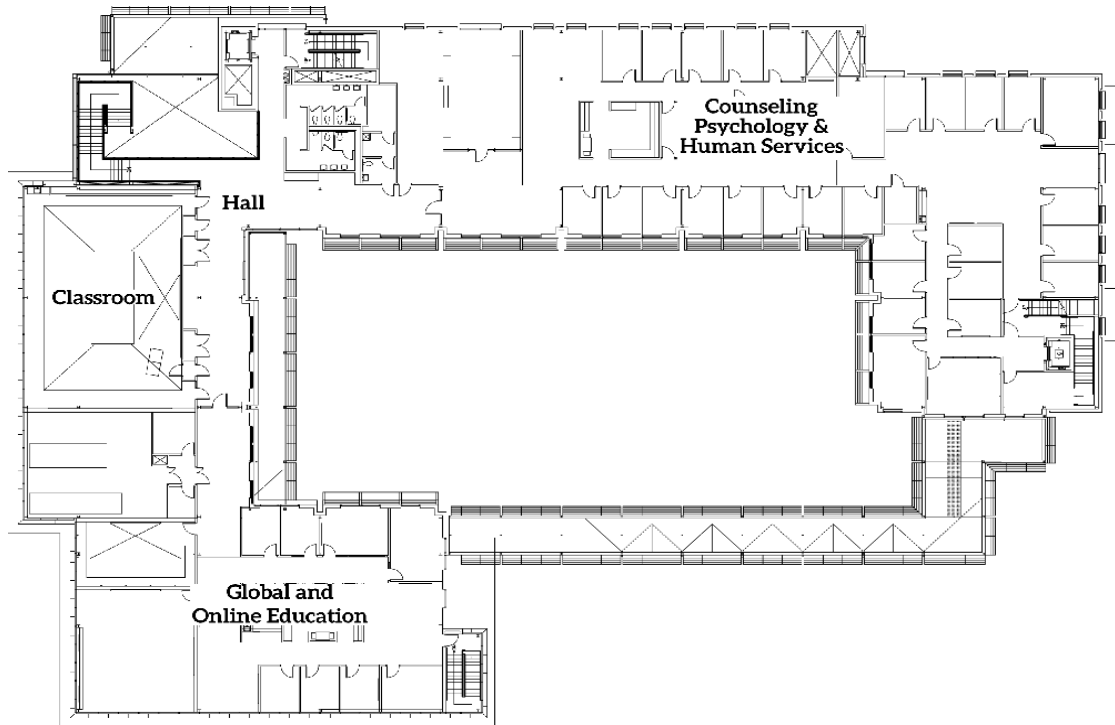 Counseling
Psychology &
Human Services
Hall
Classroom
Global and
Online Education